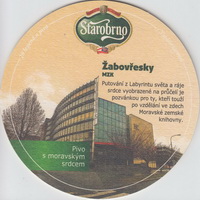 Starobrno
Žabovřesky
MZK
Putování z Labyrintu světa a ráje
srdce vyobrazené na průčelí je
pozvánkou pro ty, kteří touží
po vzdělání ve zdech
Moravské zemské
knihovny.
Pivo
s moravským
srdcem